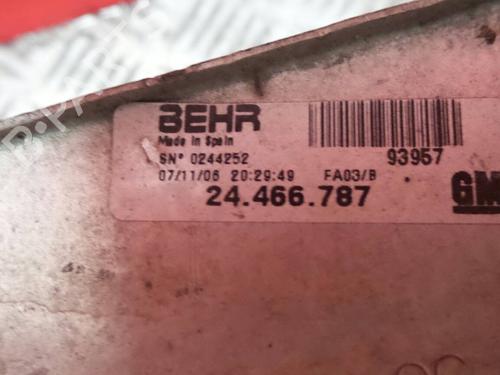 BEHR
Made in Spain
SN° 0244252
93957
07/11/06 20:29:49 FA03/B
24.466.787
GM